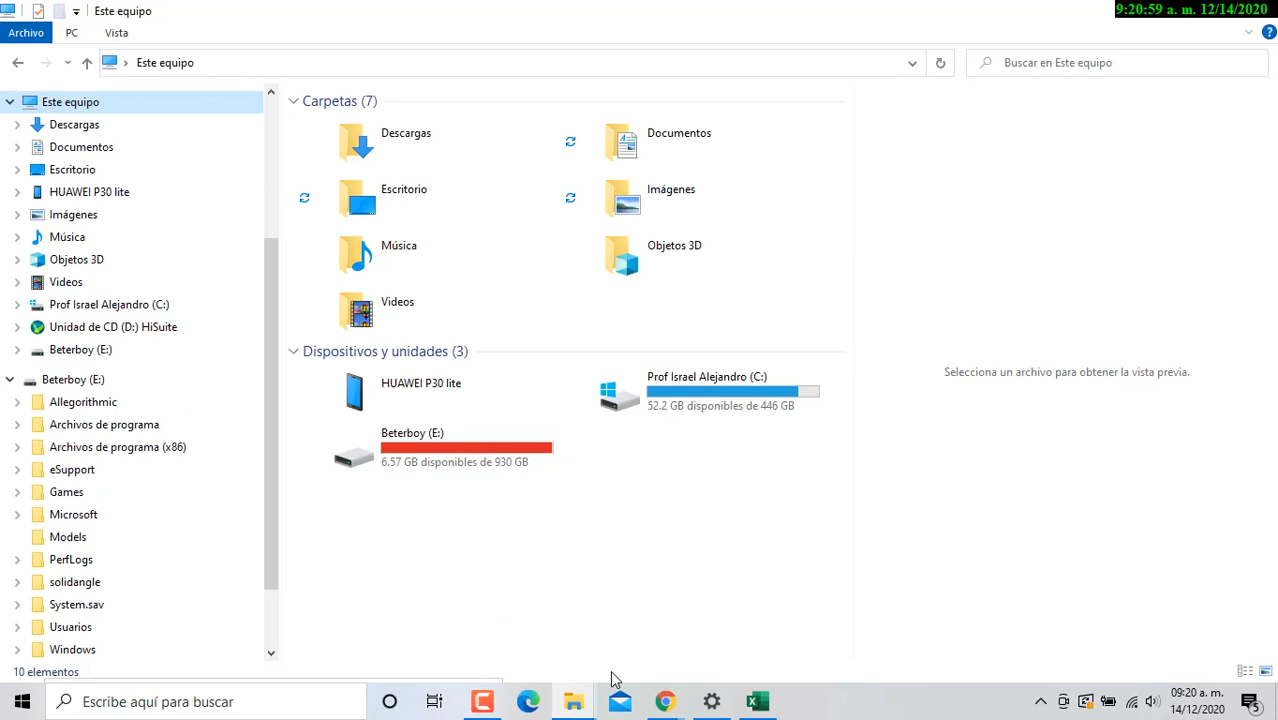 Este equipo
9:20:59 a. m. 12/14/2020
Archivo
PC
Vista
Este equipo
Buscar en Este equipo
Este equipo
Descargas
Documentos
Escritorio
HUAWEI P30 lite
Imágenes
Música
Objetos 3D
Videos
Prof Israel Alejandro (C:)
Unidad de CD (D:) HiSuite
Beterboy (E:)
Beterboy (E:)
Allegorithmic
Archivos de programa
Archivos de programa (x86)
eSupport
Games
Microsoft
Models
PerfLogs
solidangle
System.sav
Usuarios
Windows
Carpetas (7)
Descargas
Documentos
Escritorio
Imágenes
Música
Objetos 3D
Videos
Dispositivos y unidades (3)
HUAWEI P30 lite
Prof Israel Alejandro (C:)
52.2 GB disponibles de 446 GB
Beterboy (E:)
6.57 GB disponibles de 930 GB
Selecciona un archivo para obtener la vista previa.
10 elementos
Escribe aquí para buscar
09:20 a. m.
14/12/2020
5